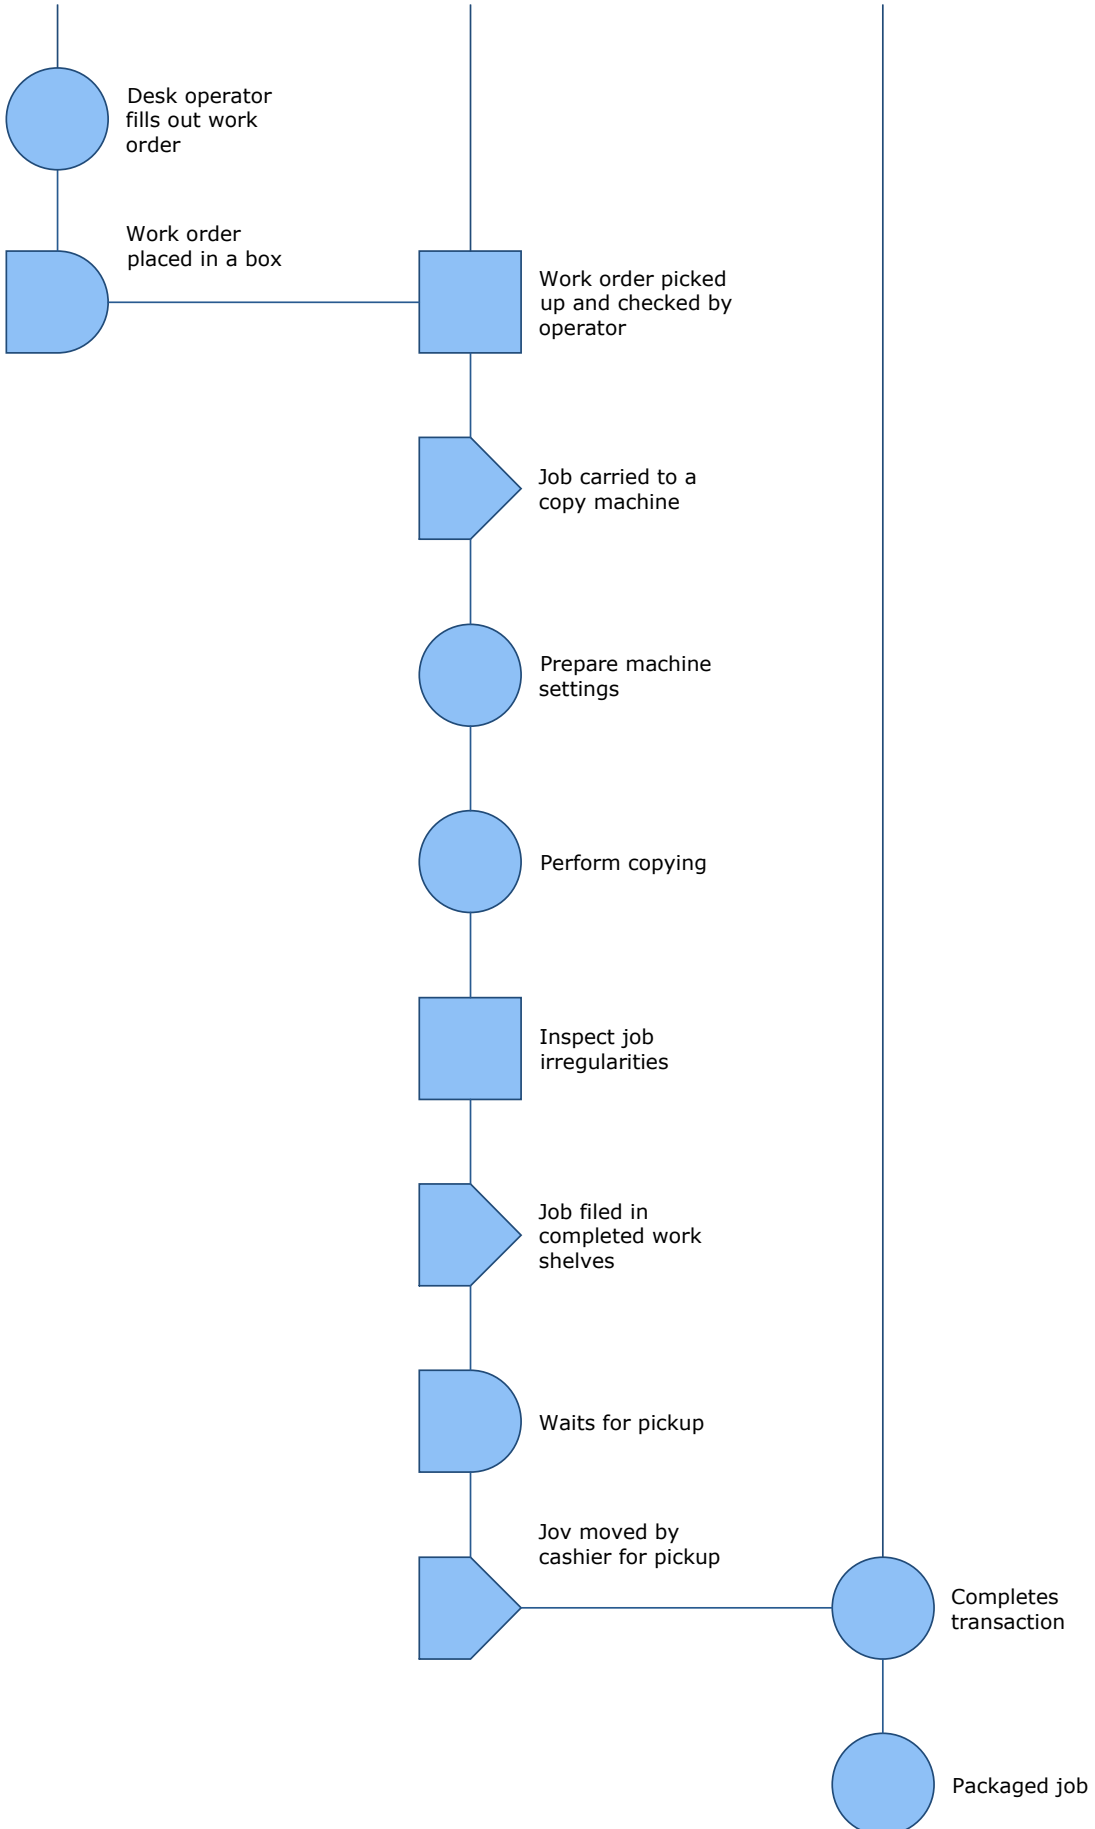 Desk operator
fills out work
order
Work order
placed in a box
Work order picked
up and checked by
operator
Job carried to a
copy machine
Prepare machine
settings
Perform copying
Inspect job
irregularities
Job filed in
completed work
shelves
Waits for pickup
Jov moved by
cashier for pickup
Completes
transaction
Packaged job